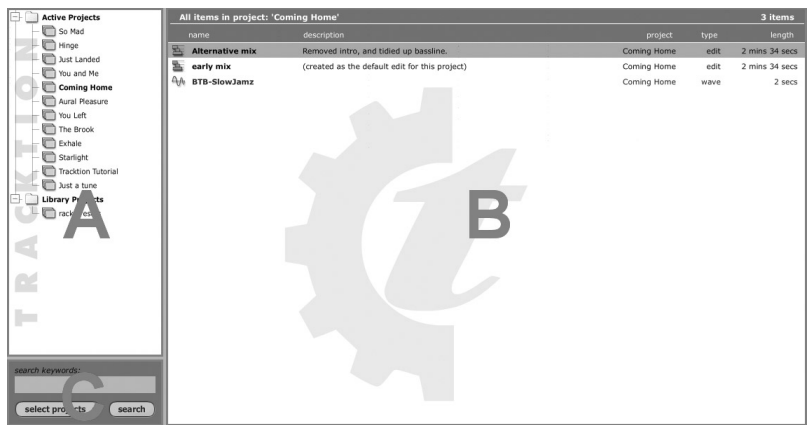 Active Projects
So Mad
Hinge
Just Landed
You and Me
Coming Home
Aural Pleasure
You Left
The Brook
Exhale
Starlight
Tracktion Tutorial
Just a tune
Library
TRACKTION
A
search keywords:
select projects search
C
All items in project: 'Coming Home' 3 items
name description project type length
Alternative mix Removed intro, and tidied up bassline. Coming Home edit 2 mins 34 secs
early mix (created as the default edit for this project) Coming Home edit 2 mins 34 secs
BTB-SlowJamz Coming Home wave 2 secs
t
B